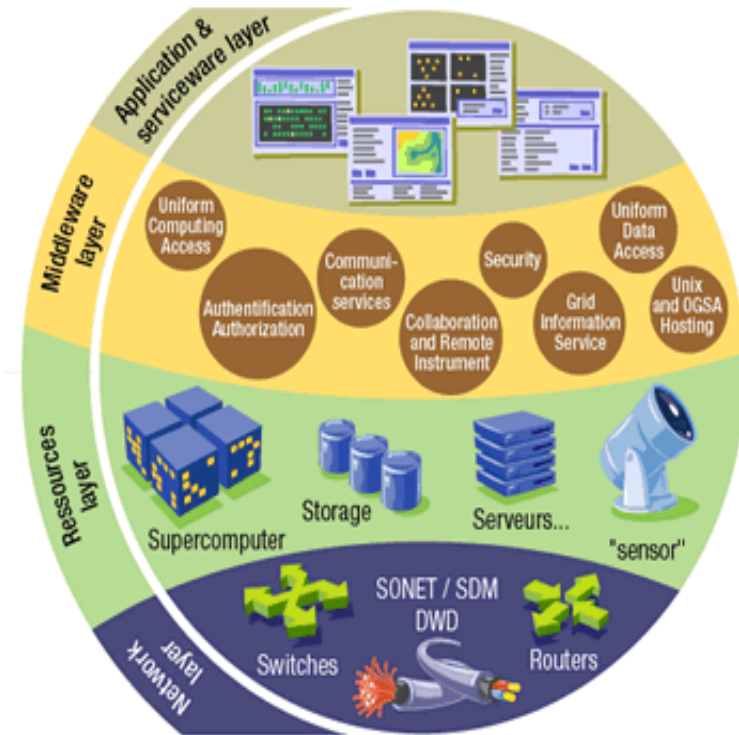 Application &
serviceware layer
Middleware
layer
Uniform
Computing
Access
Authentification
Authorization
Communi-
cation
services
Collaboration
and Remote
Instrument
Security
Grid
Information
Service
Uniform
Data
Access
Unix
and OGSA
Hosting
Ressources
layer
Supercomputer
Storage
Serveurs...
"sensor"
Network
layer
Switches
SONET / SDM
DWD
Routers